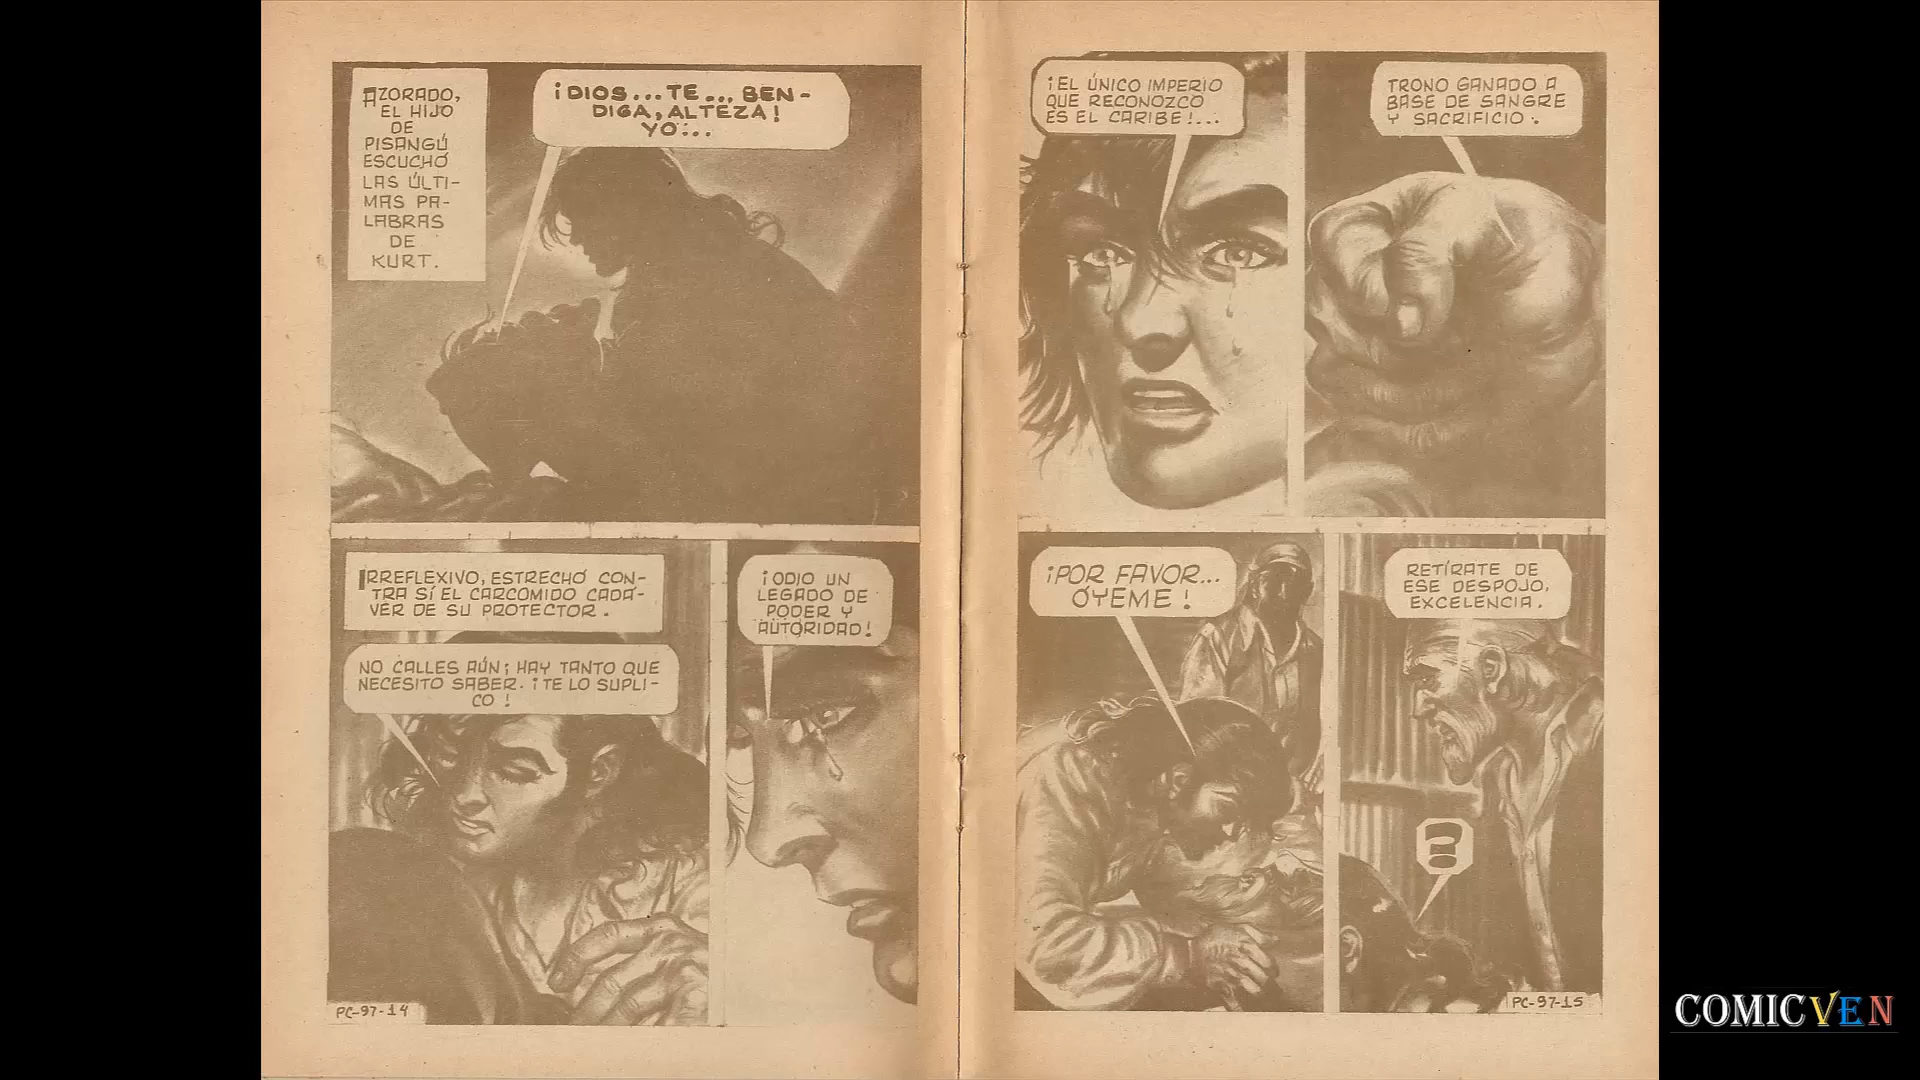 AZORADO,
EL HIJO
DE
PISANGÚ
ESCUCHÓ
LAS ÚLTI-
MAS PA-
LABRAS
DE
KURT.
¡DIOS...TE... BEN-
DIGA, ALTEZA!
YO...
IRREFLEXIVO, ESTRECHÓ CON-
TRA SÍ EL CARCOMIDO CADÁ-
VER DE SU PROTECTOR.
NO CALLES AÚN; HAY TANTO QUE
NECESITO SABER. ¡TE LO SUPLI-
CO!
¡ODIO UN
LEGADO DE
PODER Y
AUTORIDAD!
PC-97-14
¡EL ÚNICO IMPERIO
QUE RECONOZCO
ES EL CARIBE!...
TRONO GANADO A
BASE DE SANGRE
Y SACRIFICIO.
¡POR FAVOR...
ÓYEME!
RETÍRATE DE
ESE DESPOJO,
EXCELENCIA.
?
PC-97-15
COMICVEN